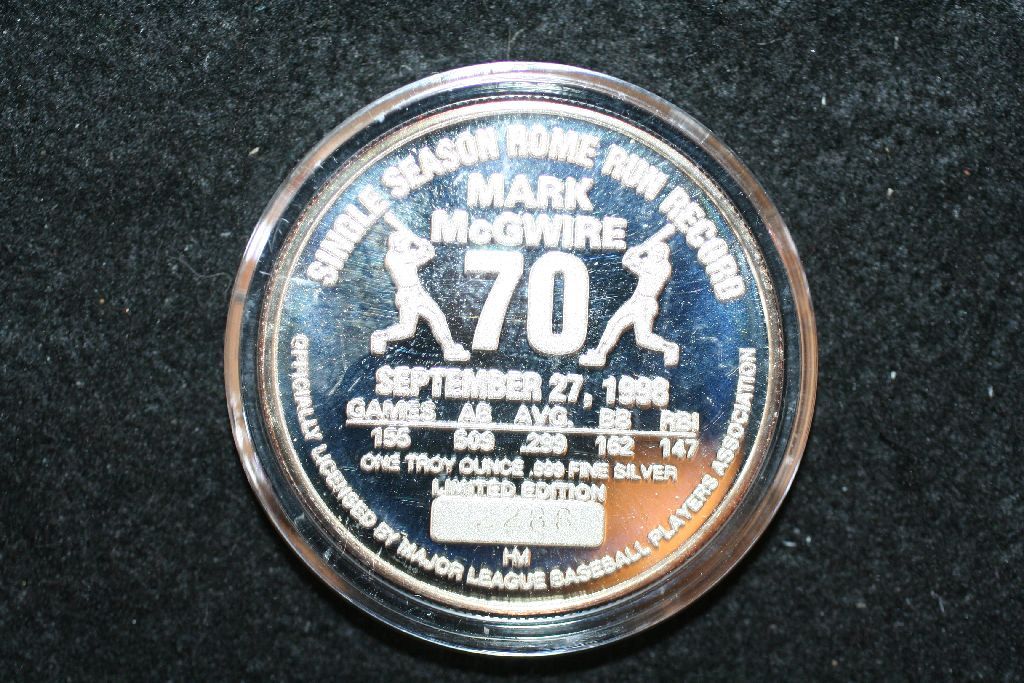 SINGLE SEASON HOME RUN RECORD
MARK
McGWIRE
70
SEPTEMBER 27, 1998
GAMES AB AVG. BB RBI
155 509 .299 162 147
ONE TROY OUNCE .999 FINE SILVER
LIMITED EDITION
HM
OFFICIALLY LICENSED BY MAJOR LEAGUE BASEBALL PLAYERS ASSOCIATION